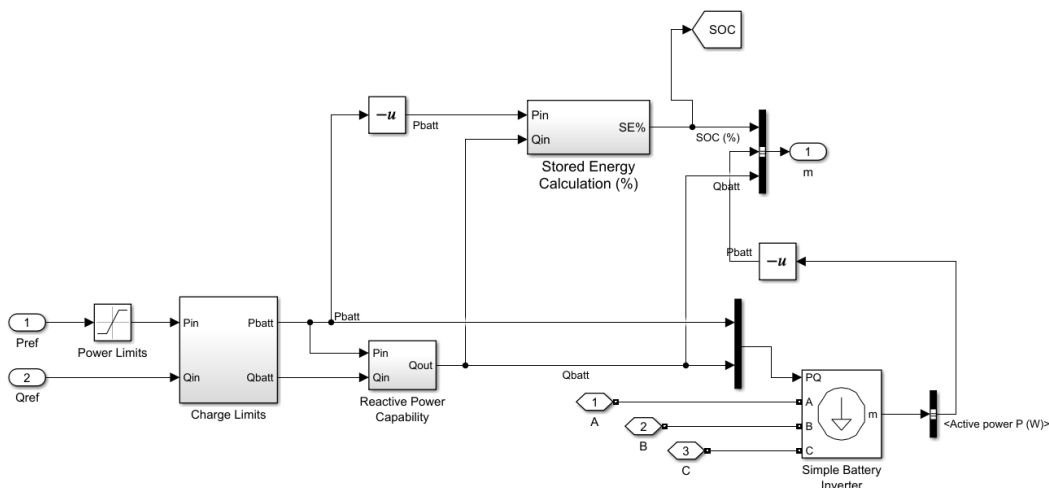 SOC
-u
Pbatt
Pin
Qin
SE%
Stored Energy
Calculation (%)
SOC (%)
Qbatt
1
m
Pbatt
-u
1
Pref
Power Limits
2
Qref
Pin
Qin
Pbatt
Qbatt
Charge Limits
Pbatt
Pin
Qin
Qout
Reactive Power
Capability
Qbatt
1
A
2
B
3
C
PQ
A
B
C
m
Simple Battery
Inverter
<Active power P (W)>